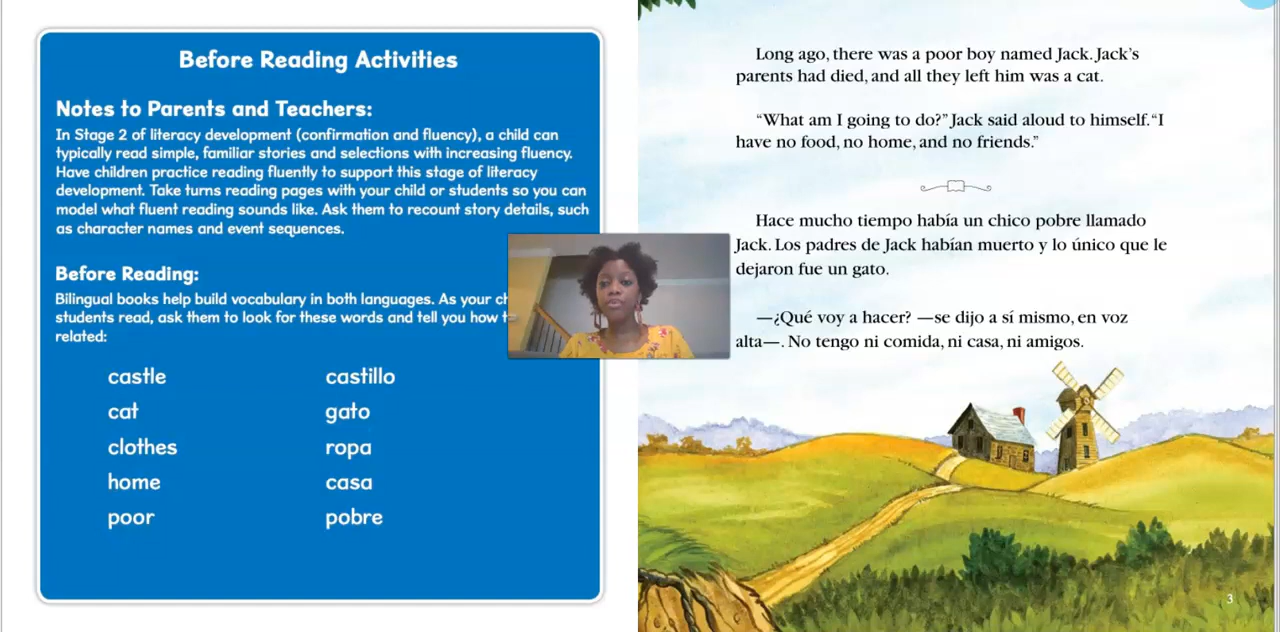 Before Reading Activities
Notes to Parents and Teachers:
In Stage 2 of literacy development (confirmation and fluency), a child can
typically read simple, familiar stories and selections with increasing fluency.
Have children practice reading fluently to support this stage of literacy
development. Take turns reading pages with your child or students so you can
model what fluent reading sounds like. Ask them to recount story details, such
as character names and event sequences.
Before Reading:
Bilingual books help build vocabulary in both languages. As your
students read, ask them to look for these words and tell you how
related:
castle castillo
cat gato
clothes ropa
home casa
poor pobre
Long ago, there was a poor boy named Jack. Jack's
parents had died, and all they left him was a cat.
"What am I going to do?" Jack said aloud to himself. "I
have no food, no home, and no friends."
Hace mucho tiempo había un chico pobre llamado
Jack. Los padres de Jack habían muerto y lo único que le
dejaron fue un gato.
—¿Qué voy a hacer? —se dijo a sí mismo, en voz
alta—. No tengo ni comida, ni casa, ni amigos.
3